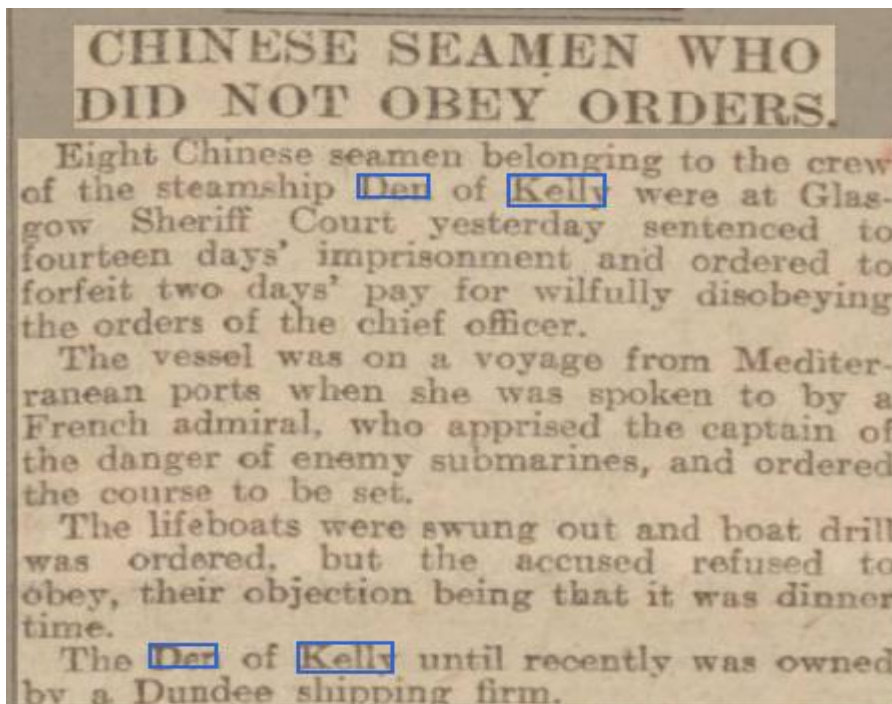 CHINESE SEAMEN WHO
DID NOT OBEY ORDERS.
Eight Chinese seamen belonging to the crew
of the steamship Den of Kelly were at Glas-
gow Sheriff Court yesterday sentenced to
fourteen days' imprisonment and ordered to
forfeit two days' pay for wilfully disobeying
the orders of the chief officer.
The vessel was on a voyage from Mediter-
ranean ports when she was spoken to by a
French admiral, who apprised the captain of
the danger of enemy submarines, and ordered
the course to be set.
The lifeboats were swung out and boat drill
was ordered, but the accused refused to
obey, their objection being that it was dinner
time.
The Den of Kelly until recently was owned
by a Dundee shipping firm.